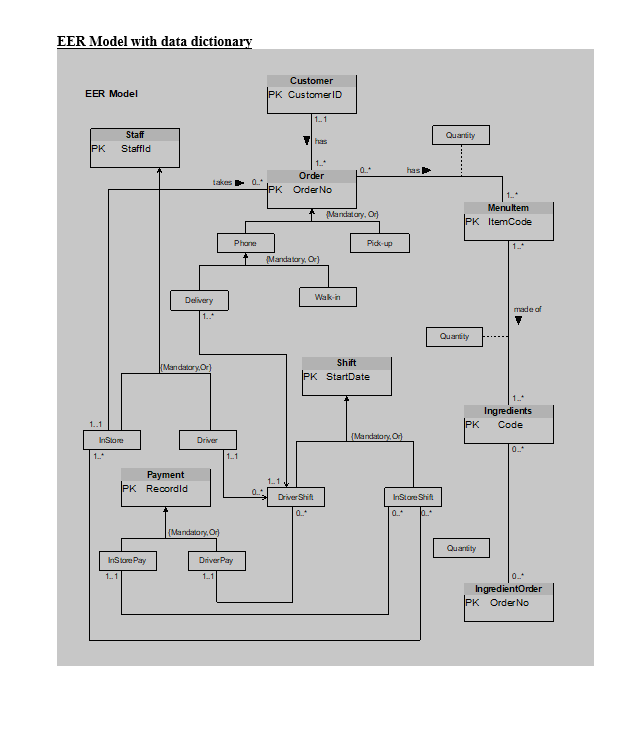 EER Model with data dictionary
EER Model
Customer
PK CustomerID
1..1
has
1..*
Staff
PK StaffId
Quantity
takes
0..*
Order
PK OrderNo
0..*
has
1..*
MenuItem
PK ItemCode
1..*
{Mandatory, Or}
Phone
Pick-up
{Mandatory, Or}
Delivery
1..*
Walk-in
made of
Quantity
{Mandatory,Or}
Shift
PK StartDate
1..*
Ingredients
PK Code
0..*
1..1
InStore
1..*
Driver
1..1
{Mandatory,Or}
Payment
PK RecordId
0..*
1..1
DriverShift
0..*
InStoreShift
0..*
0..*
{Mandatory,Or}
InStorePay
1..1
DriverPay
1..1
Quantity
0..*
IngredientOrder
PK OrderNo